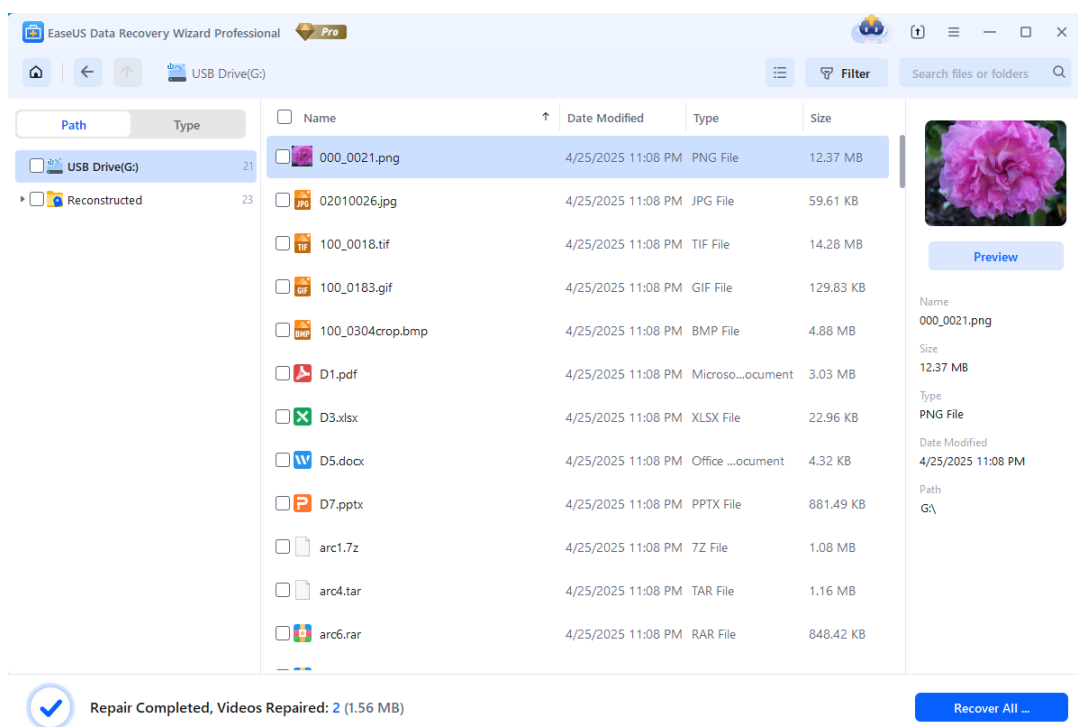 EaseUS Data Recovery Wizard Professional Pro
USB Drive(G:) Filter Search files or folders
Path Type
USB Drive(G:) 21
Reconstructed 23
Name Date Modified Type Size
000_0021.png 4/25/2025 11:08 PM PNG File 12.37 MB
02010026.jpg 4/25/2025 11:08 PM JPG File 59.61 KB
100_0018.tif 4/25/2025 11:08 PM TIF File 14.28 MB
100_0183.gif 4/25/2025 11:08 PM GIF File 129.83 KB
100_0304crop.bmp 4/25/2025 11:08 PM BMP File 4.88 MB
D1.pdf 4/25/2025 11:08 PM Microso...ocument 3.03 MB
D3.xlsx 4/25/2025 11:08 PM XLSX File 22.96 KB
D5.docx 4/25/2025 11:08 PM Office ...ocument 4.32 KB
D7.pptx 4/25/2025 11:08 PM PPTX File 881.49 KB
arc1.7z 4/25/2025 11:08 PM 7Z File 1.08 MB
arc4.tar 4/25/2025 11:08 PM TAR File 1.16 MB
arc6.rar 4/25/2025 11:08 PM RAR File 848.42 KB
Preview
Name
000_0021.png
Size
12.37 MB
Type
PNG File
Date Modified
4/25/2025 11:08 PM
Path
G:\
Repair Completed, Videos Repaired: 2 (1.56 MB)
Recover All ...